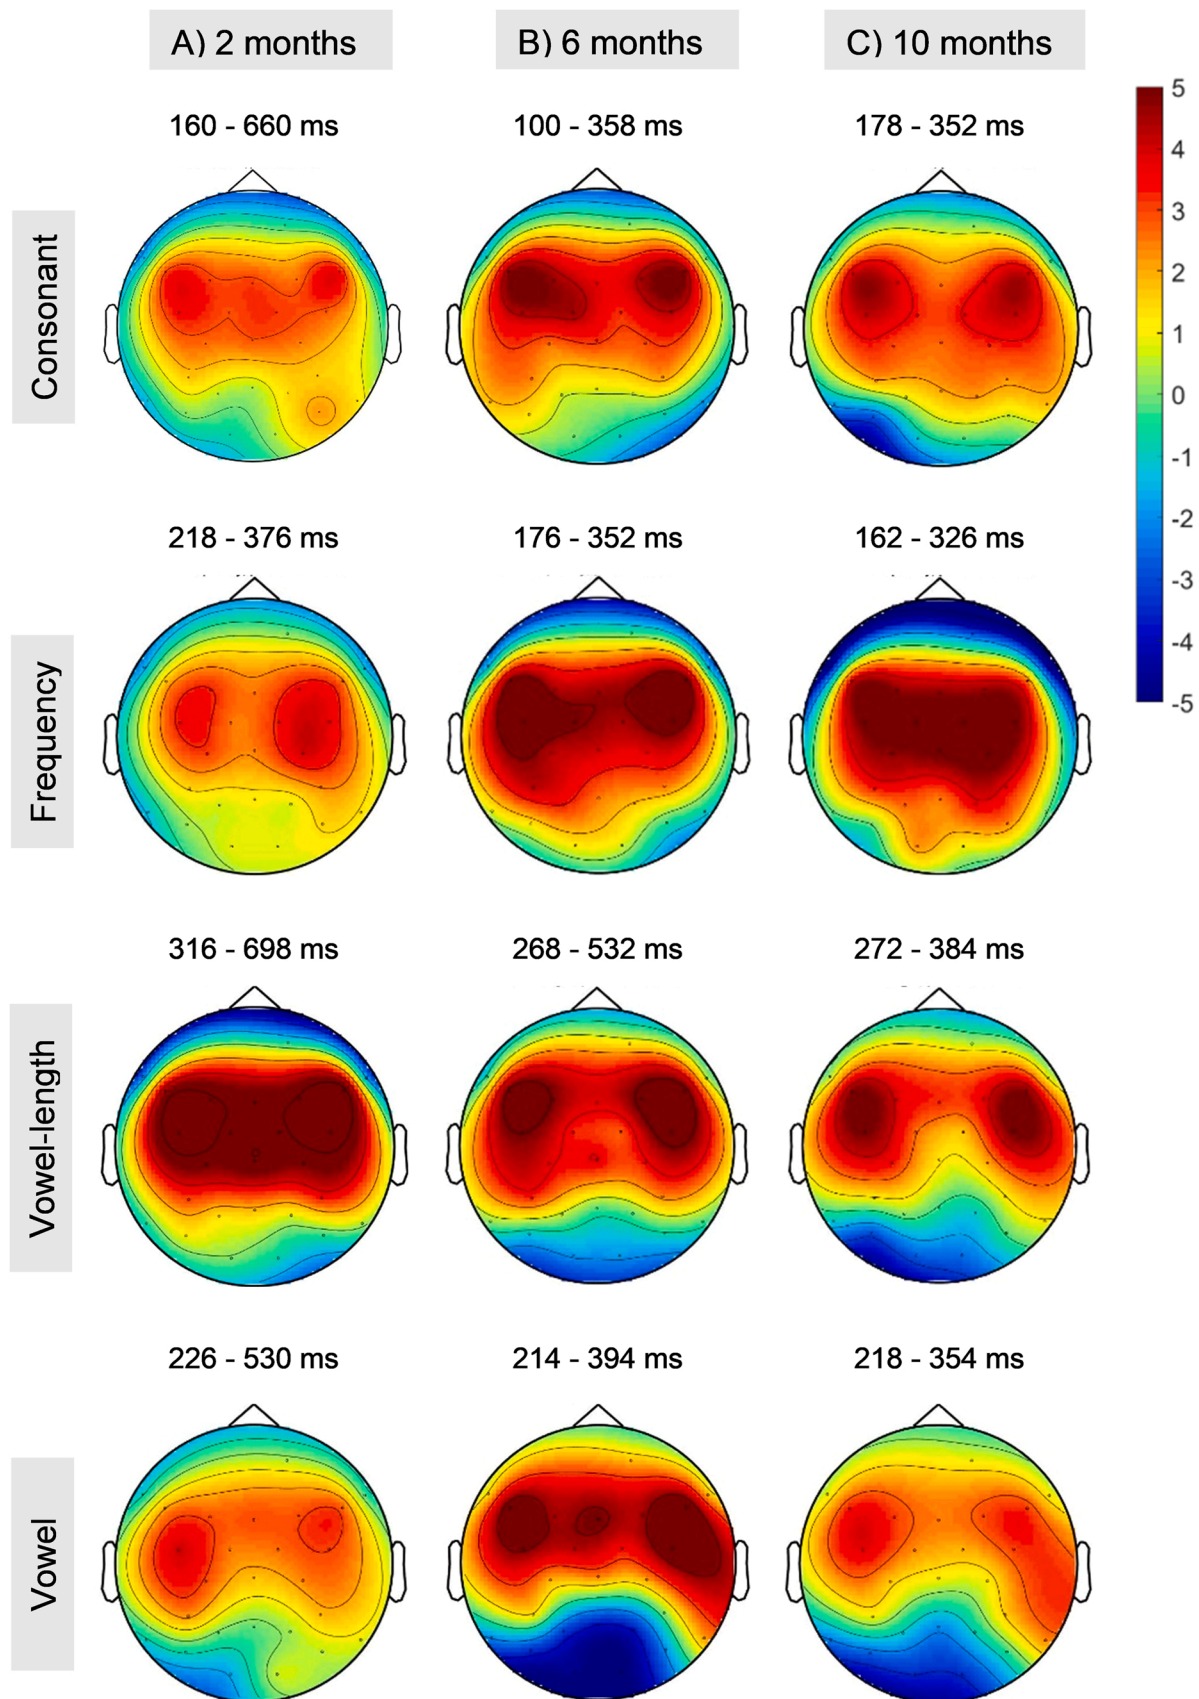 A) 2 months
B) 6 months
C) 10 months
160 - 660 ms
100 - 358 ms
178 - 352 ms
5
4
3
2
1
0
-1
-2
-3
-4
-5
Consonant
218 - 376 ms
176 - 352 ms
162 - 326 ms
Frequency
316 - 698 ms
268 - 532 ms
272 - 384 ms
Vowel-length
226 - 530 ms
214 - 394 ms
218 - 354 ms
Vowel